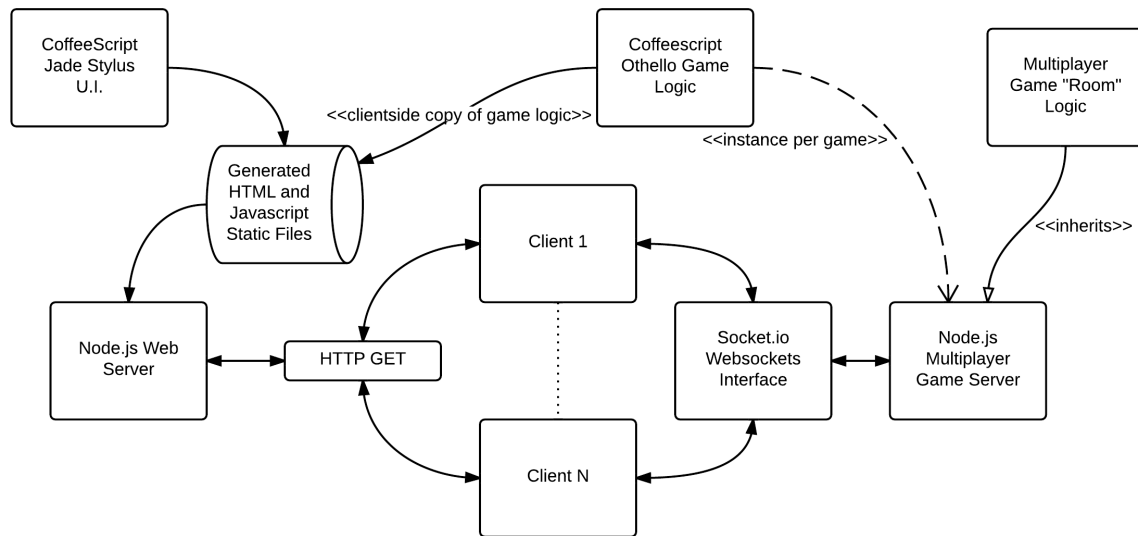 CoffeeScript
Jade Stylus
U.I.
Coffeescript
Othello Game
Logic
Multiplayer
Game "Room"
Logic
<<clientside copy of game logic>>
<<instance per game>>
Generated
HTML and
Javascript
Static Files
<<inherits>>
Client 1
Node.js Web
Server
HTTP GET
Socket.io
Websockets
Interface
Node.js
Multiplayer
Game Server
Client N